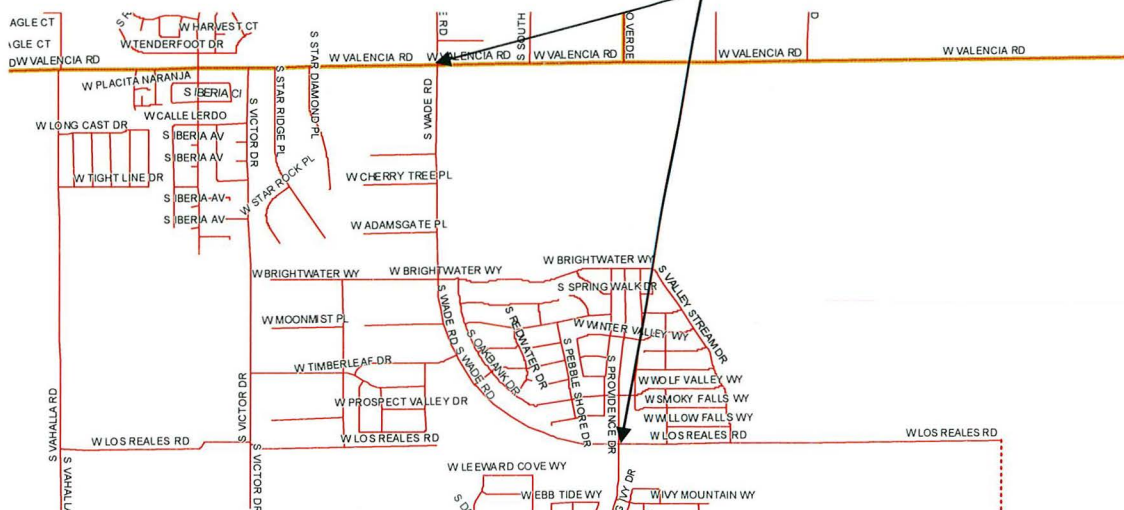 AGLE CT
AGLE CT
W HARVEST CT
W TENDERFOOT DR
S STAR DIAMOND PL
E RD
S SOUTH
O VERDE
D
D
W VALENCIA RD
W VALENCIA RD
W VALENCIA RD
W VALENCIA RD
W VALENCIA RD
W PLACITA NARANJA
S IBERIA CI
S STAR RIDGE PL
S WADE RD
W CALLE LERDO
S VICTOR DR
W LONG CAST DR
S IBERIA AV
S IBERIA AV
W TIGHT LINE DR
W STAR ROCK PL
W CHERRY TREE PL
S IBERIA AV
S IBERIA AV
W ADAMSGATE PL
W BRIGHTWATER WY
W BRIGHTWATER WY
W BRIGHTWATER WY
S SPRING WALK DR
S VALLEY STREAM DR
S WADE RD
S WADE RD
W MOONMIST PL
S REDWATER DR
S OAKBANK DR
W WINTER VALLEY WY
S PEBBLE SHORE DR
S PROVIDENCE DR
W TIMBERLEAF DR
W WOLF VALLEY WY
W PROSPECT VALLEY DR
W SMOKY FALLS WY
W WILLOW FALLS WY
S VAHALLA RD
S VICTOR DR
W LOS REALES RD
W LOS REALES RD
W LOS REALES RD
W LOS REALES RD
S VAHALL
S VICTOR DR
W LEEWARD COVE WY
W EBB TIDE WY
S IVY DR
W IVY MOUNTAIN WY
S D